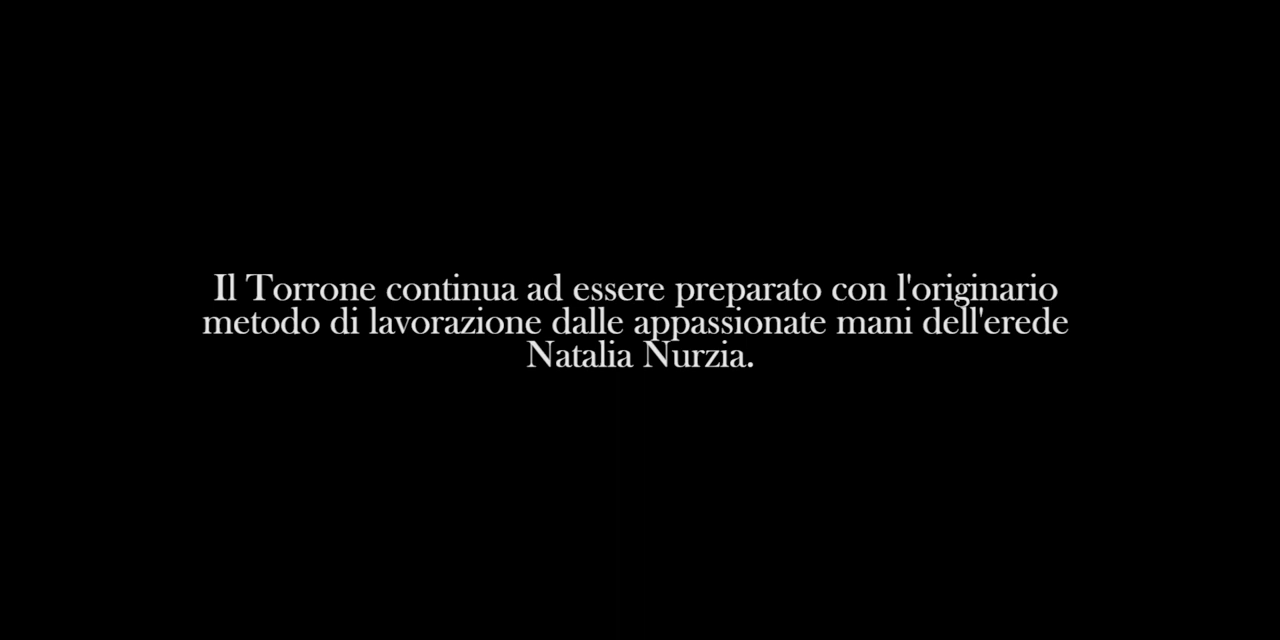 Il Torrone continua ad essere preparato con l'originario
metodo di lavorazione dalle appassionate mani dell'erede
Natalia Nurzia.